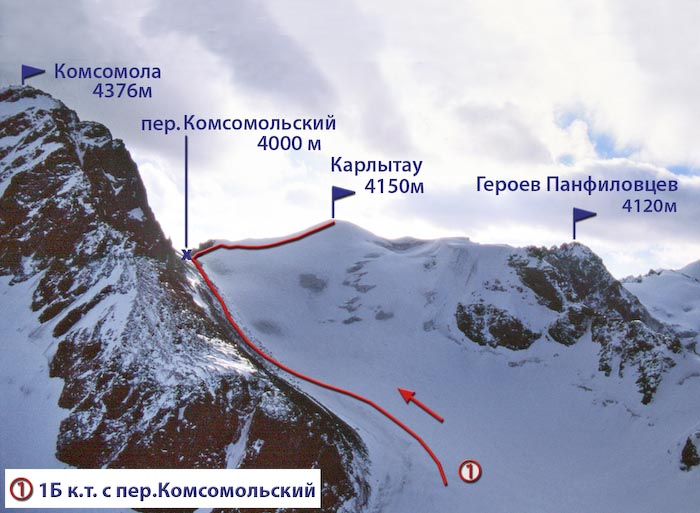 Комсомола
4376м
пер.Комсомольский
4000 м
Карлытау
4150м
Героев Панфиловцев
4120м
x
1
1 1Б к.т. с пер.Комсомольский